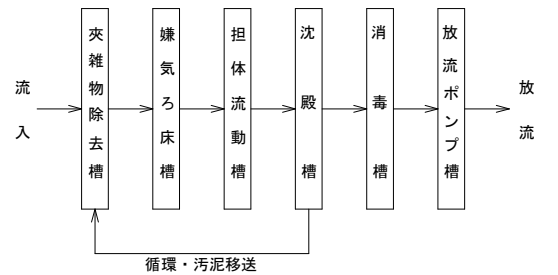 流入
夾雑物除去槽
嫌気ろ床槽
担体流動槽
沈殿槽
消毒槽
放流ポンプ槽
放流
循環・汚泥移送